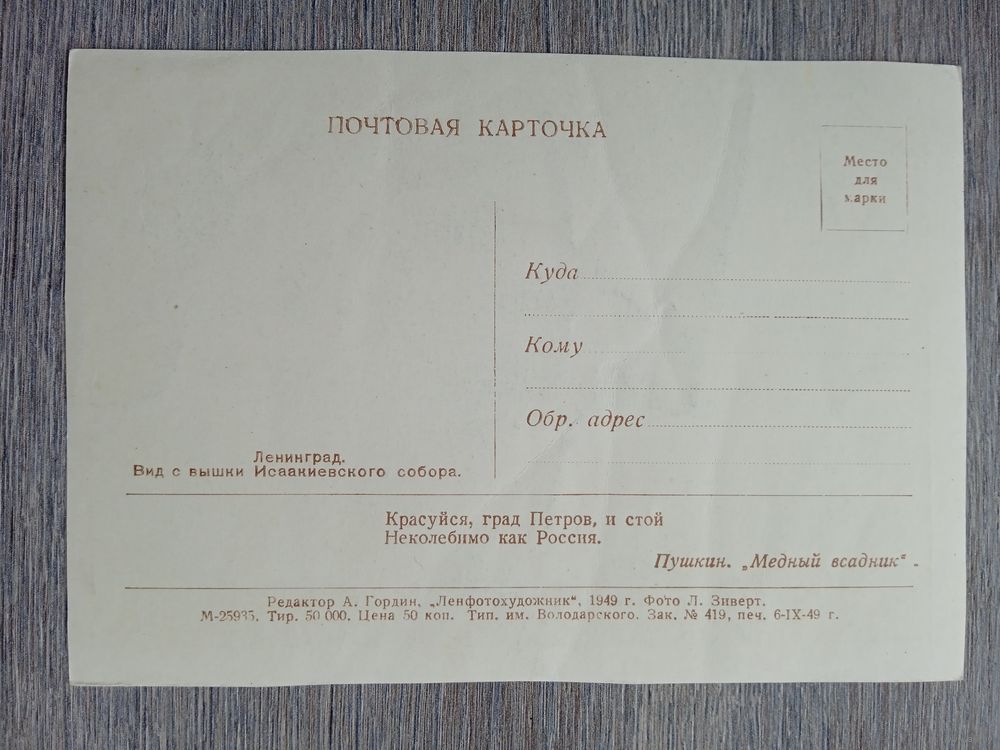 ПОЧТОВАЯ КАРТОЧКА
Место
для
марки
Куда
Кому
Обр. адрес
Ленинград.
Вид с вышки Исаакиевского собора.
Красуйся, град Петров, и стой
Неколебимо как Россия.
Пушкин. „Медный всадник“.
Редактор А. Гордин, „Ленфотохудожник“, 1949 г. Фото Л. Зиверт.
М-25935. Тир. 50 000. Цена 50 коп. Тип. им. Володарского. Зак. № 419, печ. 6-IX-49 г.